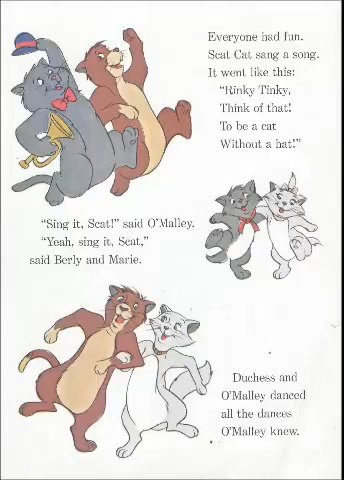 Everyone had fun.
Scat Cat sang a song.
It went like this:
"Rinky Tinky,
Think of that!
To be a cat
Without a hat!"
"Sing it, Scat!" said O'Malley.
"Yeah, sing it, Scat,"
said Berly and Marie.
Duchess and
O'Malley danced
all the dances
O'Malley knew.